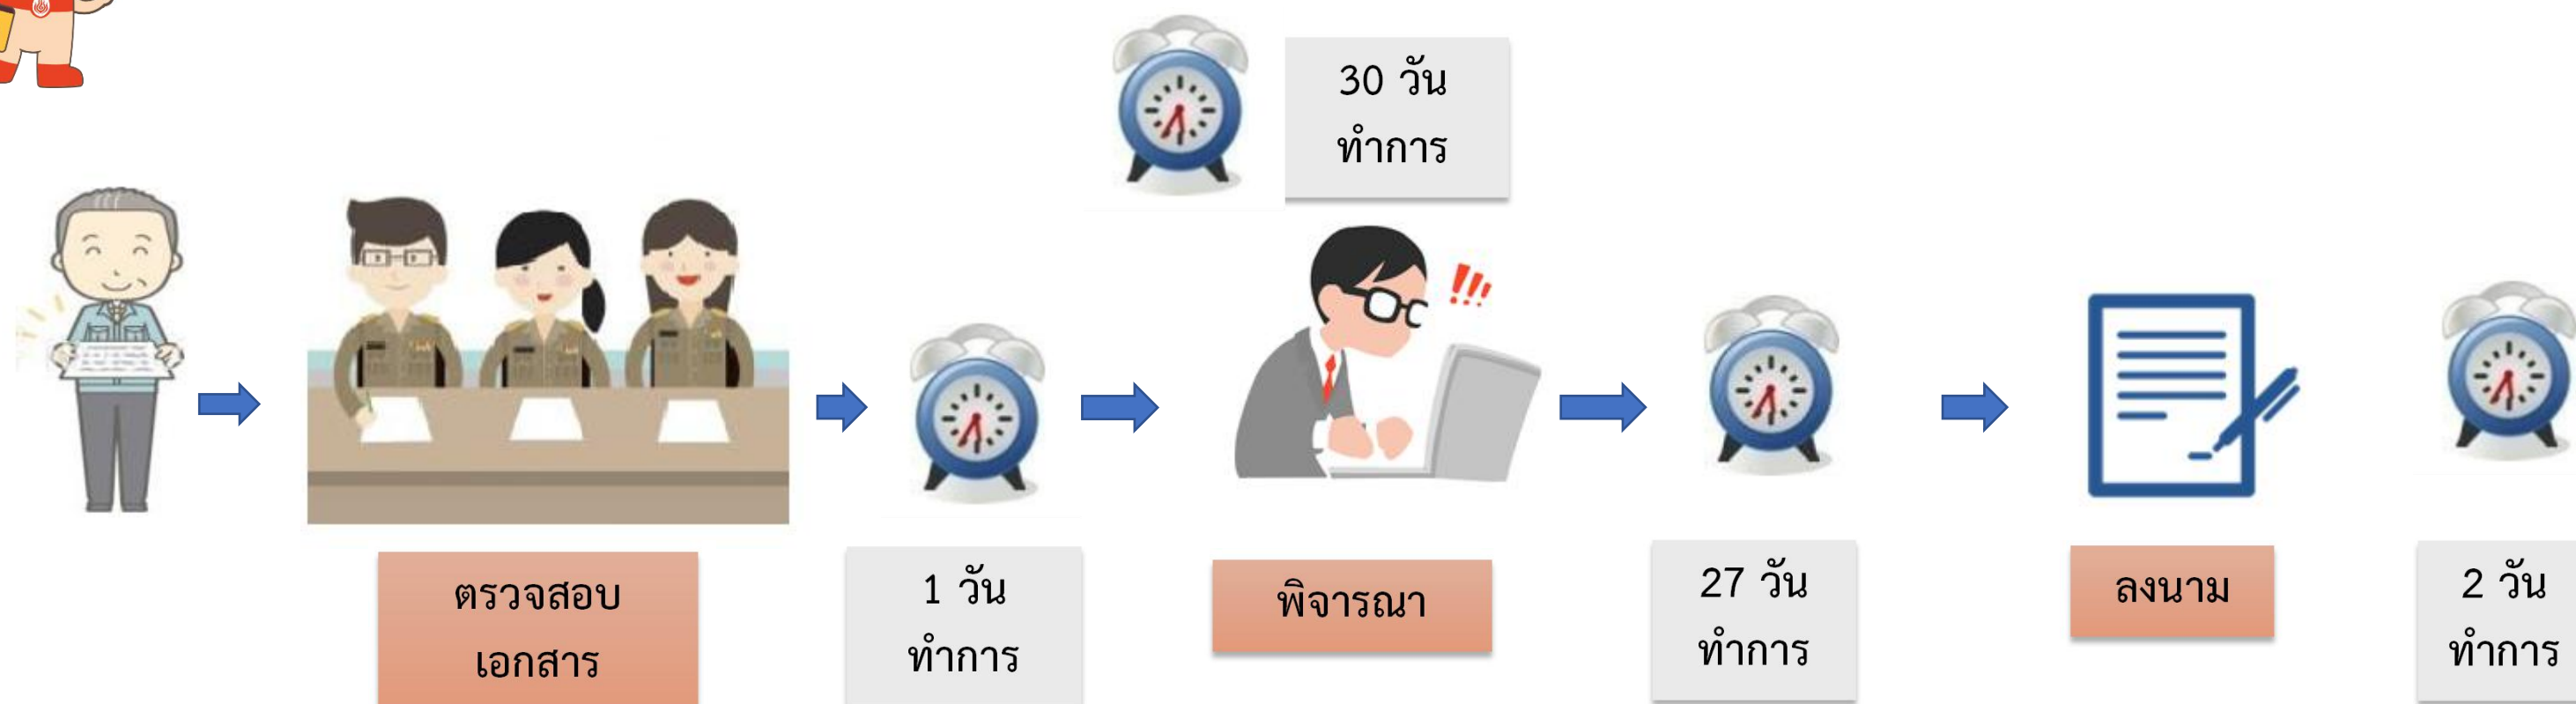 30 วัน
ทำการ
ตรวจสอบ
เอกสาร
1 วัน
ทำการ
พิจารณา
27 วัน
ทำการ
ลงนาม
2 วัน
ทำการ